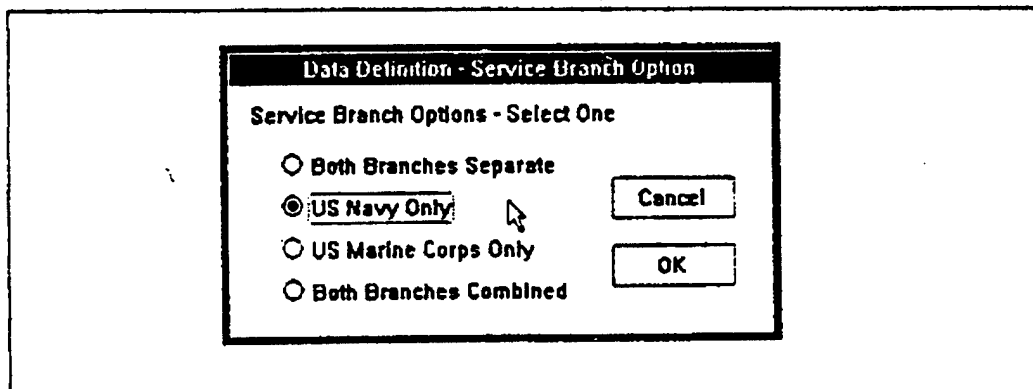 Data Definition - Service Branch Option
Service Branch Options - Select One
Both Branches Separate
US Navy Only
Cancel
US Marine Corps Only
OK
Both Branches Combined